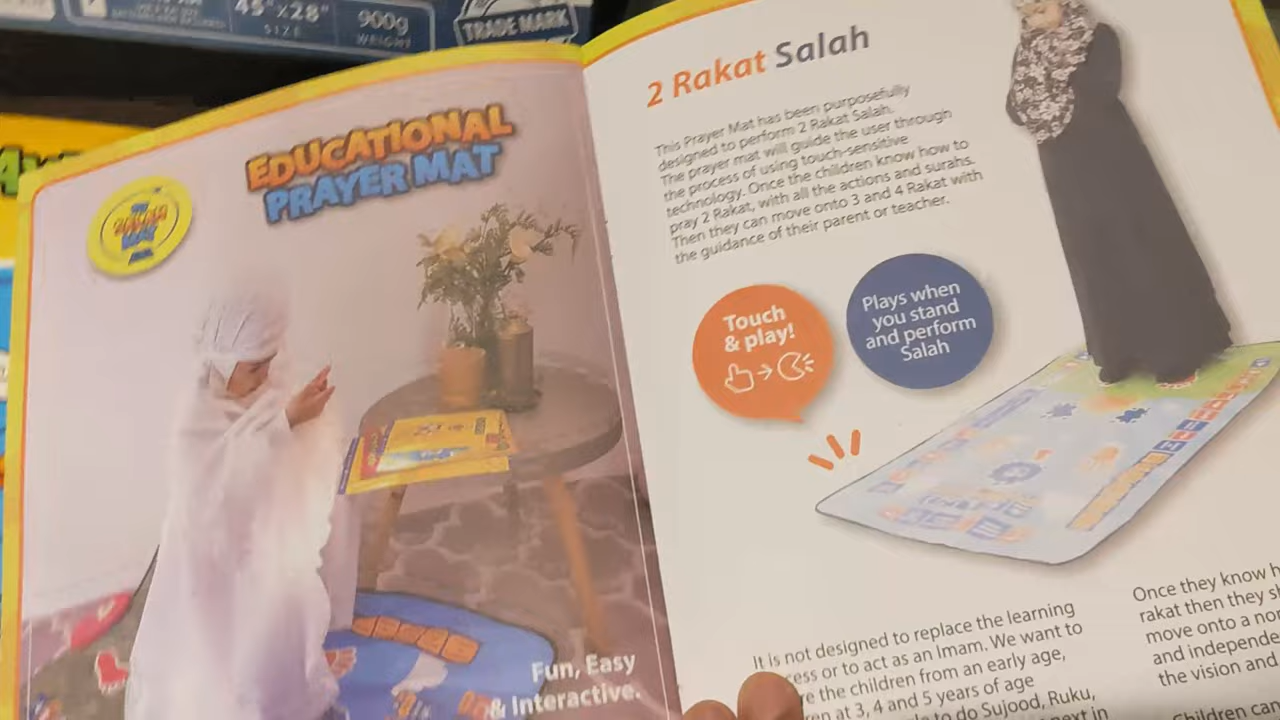 45"x28"
SIZE
900g
WEIGHT
TRADE MARK
EDUCATIONAL
PRAYER MAT
Fun, Easy
& Interactive.
2 Rakat Salah
This Prayer Mat has been purposefully
designed to perform 2 Rakat Salah.
The prayer mat will guide the user through
the process of using touch-sensitive
technology. Once the children know how to
pray 2 Rakat, with all the actions and surahs.
Then they can move onto 3 and 4 Rakat with
the guidance of their parent or teacher.
Touch
& play!
Plays when
you stand
and perform
Salah
It is not designed to replace the learning
cess or to act as an Imam. We want to
the children from an early age,
at 3, 4 and 5 years of age
to do Sujood, Ruku,
next in
Once they know
rakat then they
move onto a
and
the vision and
Children can